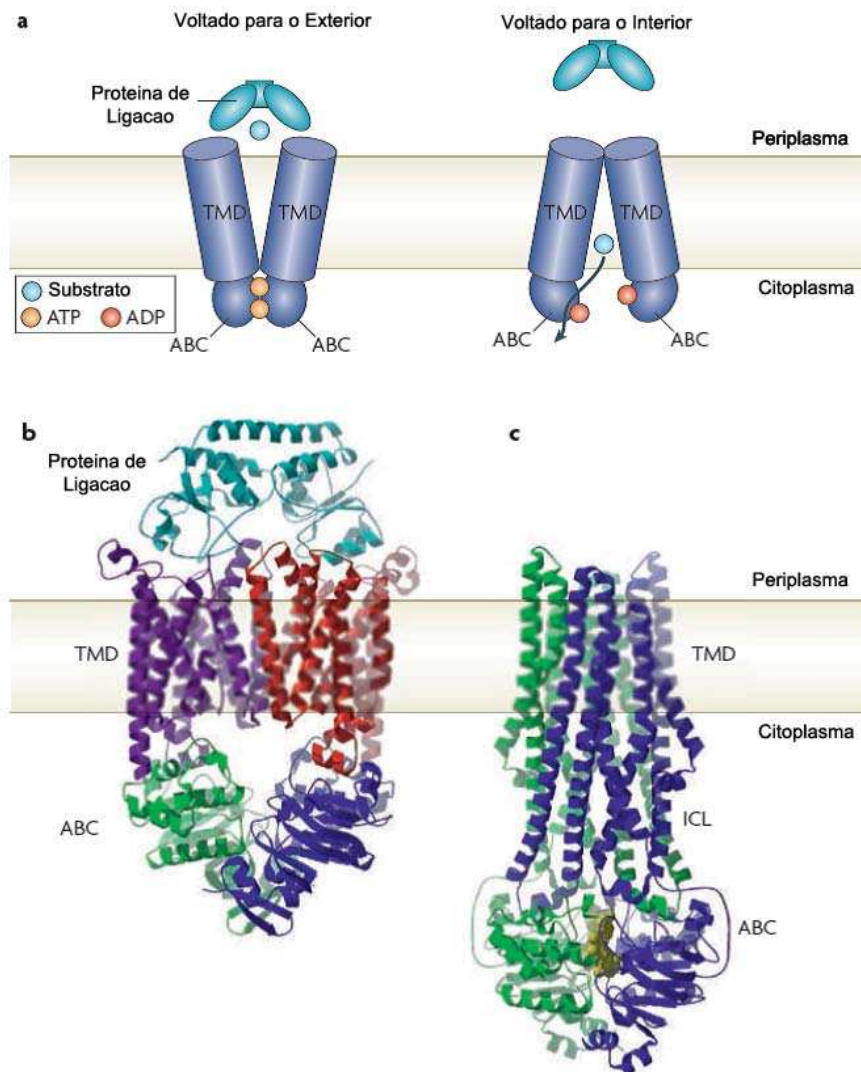 a
Voltado para o Exterior
Voltado para o Interior
Proteina de
Ligacao
Periplasma
TMD TMD
TMD TMD
Citoplasma
Substrato
ATP ADP
ABC ABC
ABC ABC
b
c
Proteina de
Ligacao
Periplasma
TMD
TMD
Citoplasma
ICL
ABC
ABC